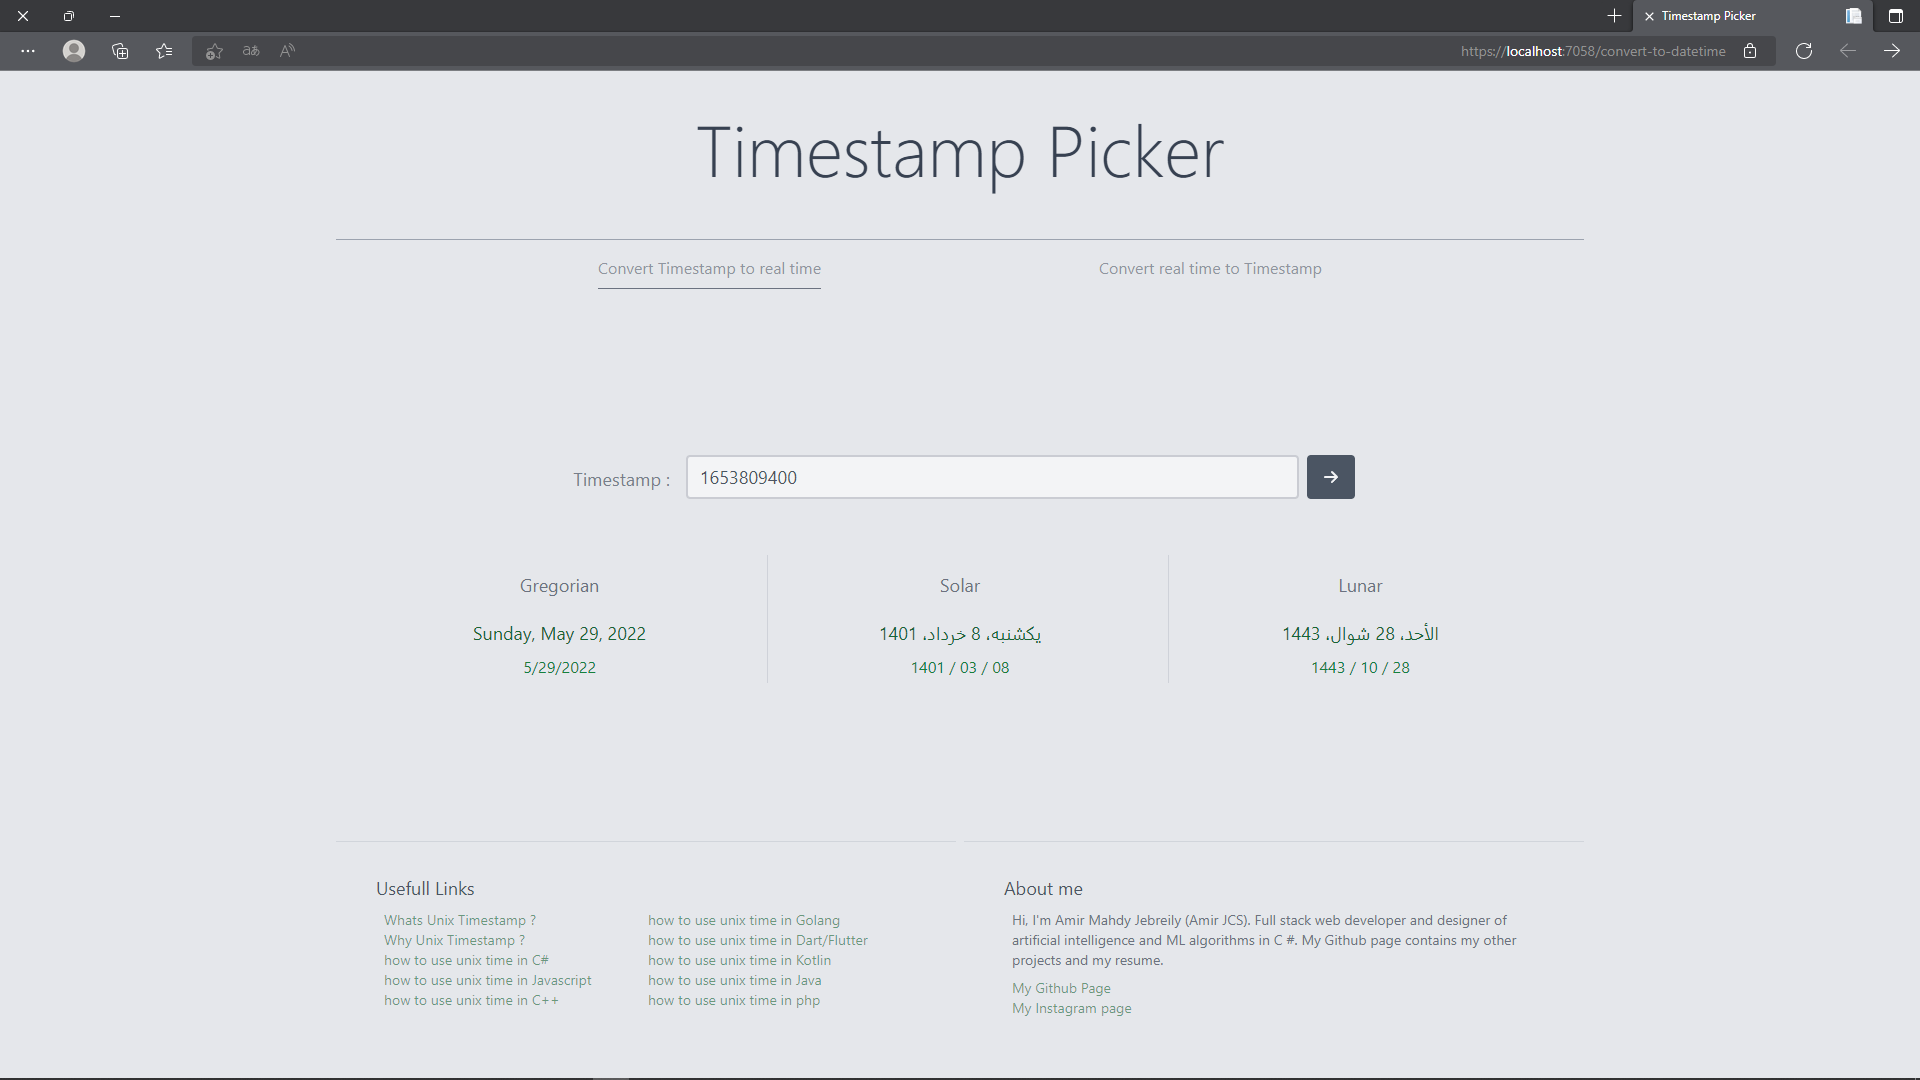 Timestamp Picker
https://localhost:7058/convert-to-datetime
Timestamp Picker
Convert Timestamp to real time
Convert real time to Timestamp
Timestamp :
1653809400
Gregorian
Sunday, May 29, 2022
5/29/2022
Solar
یکشنبه، 8 خرداد، 1401
1401 / 03 / 08
Lunar
الأحد، 28 شوال، 1443
1443 / 10 / 28
Usefull Links
Whats Unix Timestamp ?
Why Unix Timestamp ?
how to use unix time in C#
how to use unix time in Javascript
how to use unix time in C++
how to use unix time in Golang
how to use unix time in Dart/Flutter
how to use unix time in Kotlin
how to use unix time in Java
how to use unix time in php
About me
Hi, I'm Amir Mahdy Jebreily (Amir JCS). Full stack web developer and designer of
artificial intelligence and ML algorithms in C #. My Github page contains my other
projects and my resume.
My Github Page
My Instagram page